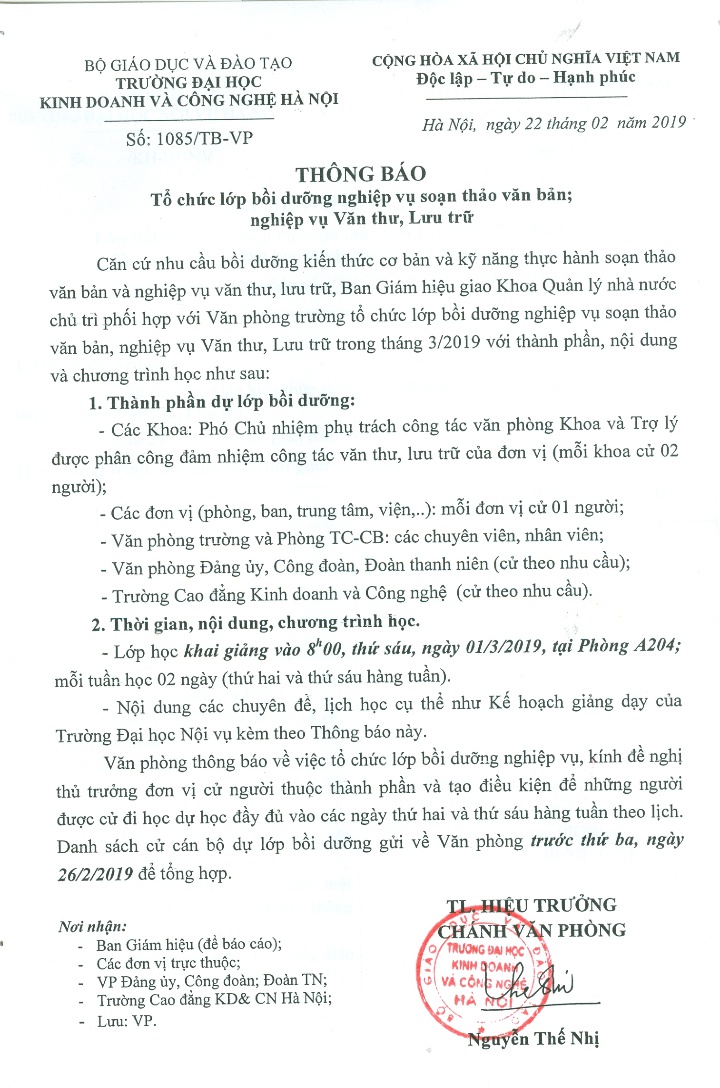 BỘ GIÁO DỤC VÀ ĐÀO TẠO
TRƯỜNG ĐẠI HỌC
KINH DOANH VÀ CÔNG NGHỆ HÀ NỘI
Số: 1085/TB-VP
CỘNG HÒA XÃ HỘI CHỦ NGHĨA VIỆT NAM
Độc lập – Tự do – Hạnh phúc
Hà Nội, ngày 22 tháng 02 năm 2019
THÔNG BÁO
Tổ chức lớp bồi dưỡng nghiệp vụ soạn thảo văn bản;
nghiệp vụ Văn thư, Lưu trữ
Căn cứ nhu cầu bồi dưỡng kiến thức cơ bản và kỹ năng thực hành soạn thảo
văn bản và nghiệp vụ văn thư, lưu trữ, Ban Giám hiệu giao Khoa Quản lý nhà nước
chủ trì phối hợp với Văn phòng trường tổ chức lớp bồi dưỡng nghiệp vụ soạn thảo
văn bản, nghiệp vụ Văn thư, Lưu trữ trong tháng 3/2019 với thành phần, nội dung
và chương trình học như sau:
1. Thành phần dự lớp bồi dưỡng:
- Các Khoa: Phó Chủ nhiệm phụ trách công tác văn phòng Khoa và Trợ lý
được phân công đảm nhiệm công tác văn thư, lưu trữ của đơn vị (mỗi khoa cử 02
người);
- Các đơn vị (phòng, ban, trung tâm, viện,..): mỗi đơn vị cử 01 người;
- Văn phòng trường và Phòng TC-CB: các chuyên viên, nhân viên;
- Văn phòng Đảng ủy, Công đoàn, Đoàn thanh niên (cử theo nhu cầu);
- Trường Cao đẳng Kinh doanh và Công nghệ (cử theo nhu cầu).
2. Thời gian, nội dung, chương trình học.
- Lớp học khai giảng vào 8h00, thứ sáu, ngày 01/3/2019, tại Phòng A204;
mỗi tuần học 02 ngày (thứ hai và thứ sáu hàng tuần).
- Nội dung các chuyên đề, lịch học cụ thể như Kế hoạch giảng dạy của
Trường Đại học Nội vụ kèm theo Thông báo này.
Văn phòng thông báo về việc tổ chức lớp bồi dưỡng nghiệp vụ, kính đề nghị
thủ trưởng đơn vị cử người thuộc thành phần và tạo điều kiện để những người
được cử đi học dự học đầy đủ vào các ngày thứ hai và thứ sáu hàng tuần theo lịch.
Danh sách cử cán bộ dự lớp bồi dưỡng gửi về Văn phòng trước thứ ba, ngày
26/2/2019 để tổng hợp.
Nơi nhận:
- Ban Giám hiệu (để báo cáo);
- Các đơn vị trực thuộc;
- VP Đảng ủy, Công đoàn; Đoàn TN;
- Trường Cao đẳng KD& CN Hà Nội;
- Lưu: VP.
TL. HIỆU TRƯỞNG
CHÁNH VĂN PHÒNG
BỘ GIÁO DỤC VÀ ĐÀO TẠO
TRƯỜNG ĐẠI HỌC
KINH DOANH
VÀ CÔNG NGHỆ
HÀ NỘI
Nguyễn Thế Nhị